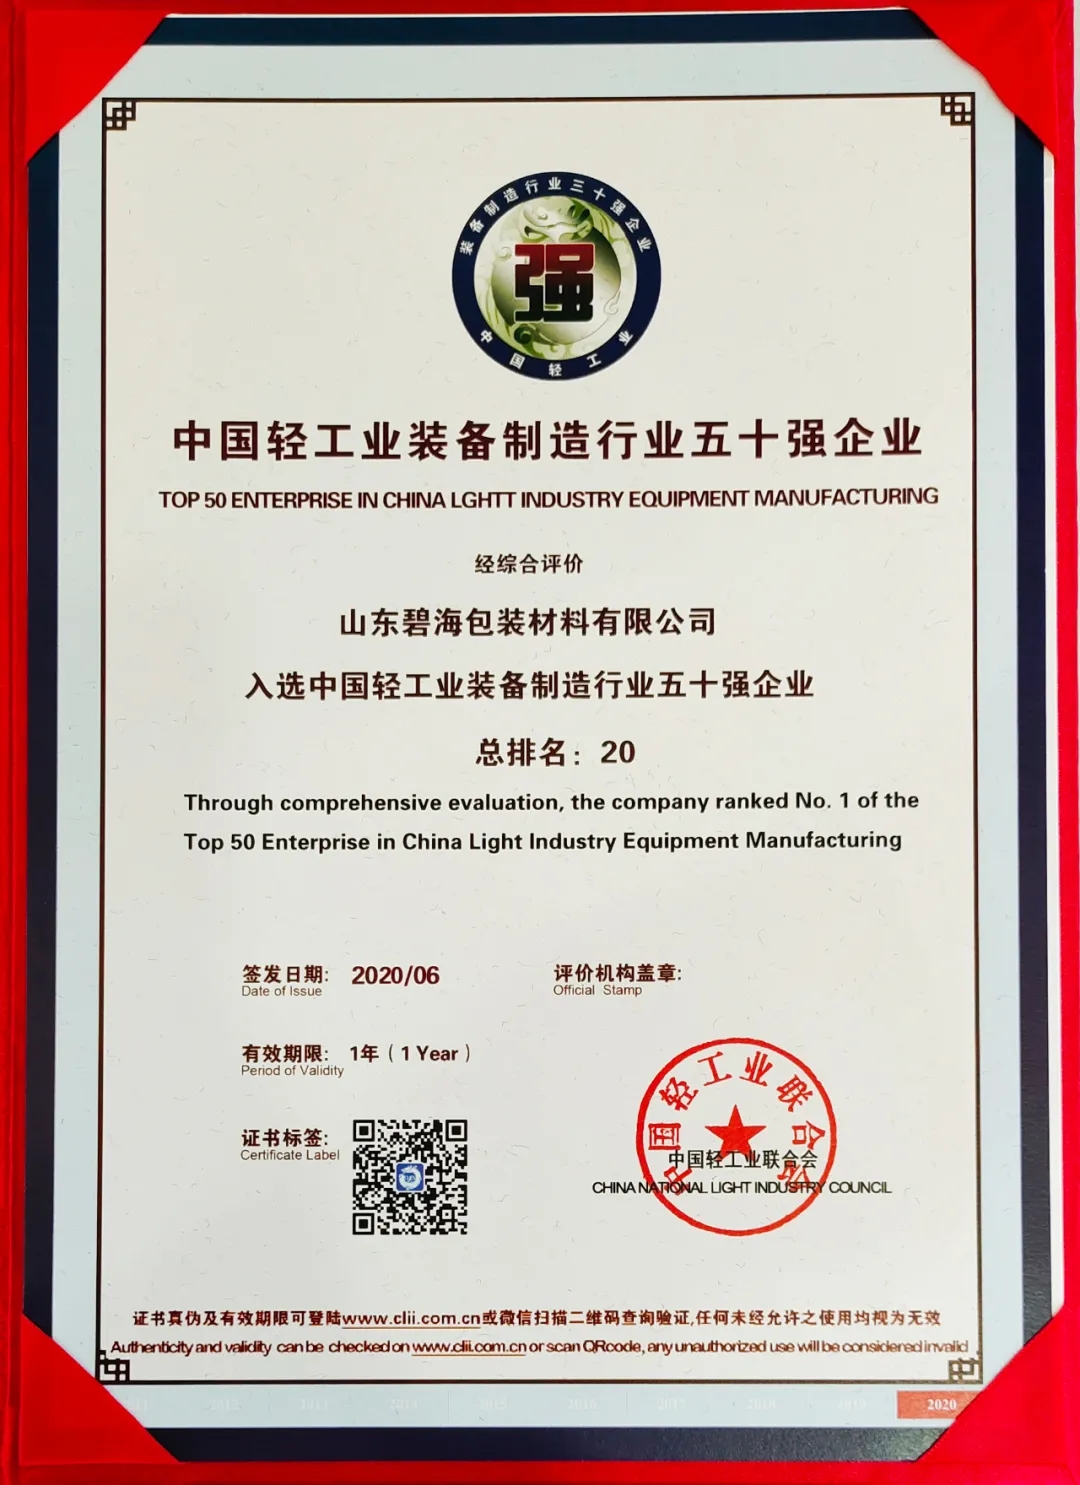 装备制造行业三十强企业
强
中国轻工业
中国轻工业装备制造行业五十强企业
TOP 50 ENTERPRISE IN CHINA LGHTT INDUSTRY EQUIPMENT MANUFACTURING
经综合评价
山东碧海包装材料有限公司
入选中国轻工业装备制造行业五十强企业
总排名：20
Through comprehensive evaluation, the company ranked No. 1 of the
Top 50 Enterprise in China Light Industry Equipment Manufacturing
签发日期: 2020/06
Date of Issue
评价机构盖章:
Official Stamp
有效期限: 1年（1 Year）
Period of Validity
证书标签:
Certificate Label
中国轻工业联合会
中国轻工业联合会
CHINA NATIONAL LIGHT INDUSTRY COUNCIL
证书真伪及有效期限可登陆www.clii.com.cn或微信扫描二维码查询验证,任何未经允许之使用均视为无效
Authenticity and validity can be checked on www.clii.com.cn or scan QRcode, any unauthorized use will be considered invalid
2012 2013 2014 2015 2016 2017 2018 2019 2020